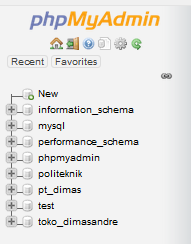 phpMyAdmin
Recent Favorites
New
information_schema
mysql
performance_schema
phpmyadmin
politeknik
pt_dimas
test
toko_dimasandre